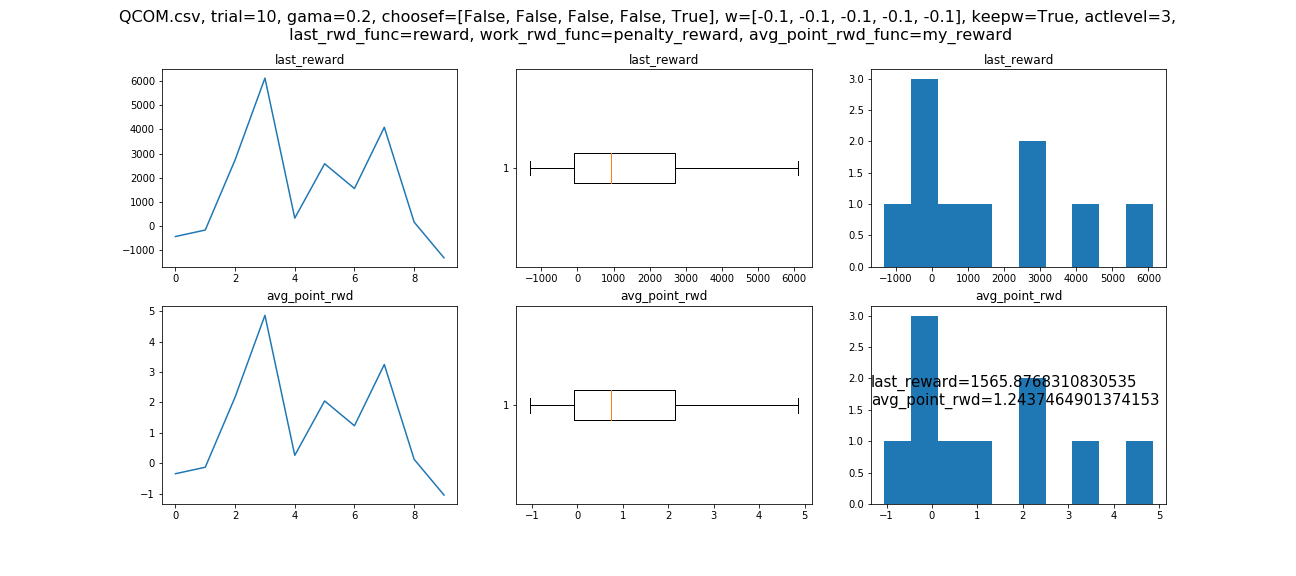 QCOM.csv, trial=10, gama=0.2, choosef=[False, False, False, False, True], w=[-0.1, -0.1, -0.1, -0.1, -0.1], keepw=True, actlevel=3,
last_rwd_func=reward, work_rwd_func=penalty_reward, avg_point_rwd_func=my_reward
last_reward
6000
5000
4000
3000
2000
1000
0
−1000
0 2 4 6 8
last_reward
1
−1000 0 1000 2000 3000 4000 5000 6000
last_reward
3.0
2.5
2.0
1.5
1.0
0.5
0.0
−1000 0 1000 2000 3000 4000 5000 6000
avg_point_rwd
5
4
3
2
1
0
−1
0 2 4 6 8
avg_point_rwd
1
−1 0 1 2 3 4 5
avg_point_rwd
3.0
2.5
2.0
1.5
1.0
0.5
0.0
−1 0 1 2 3 4 5
last_reward=1565.8768310830535
avg_point_rwd=1.2437464901374153